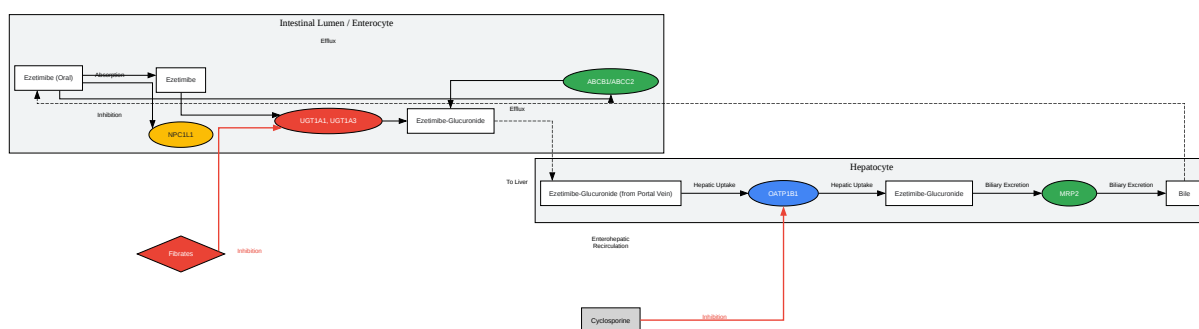 Intestinal Lumen / Enterocyte
Efflux
Ezetimibe (Oral)
Absorption
Ezetimibe
ABCB1/ABCC2
Inhibition
NPC1L1
UGT1A1, UGT1A3
Ezetimibe-Glucuronide
Efflux
Hepatocyte
To Liver
Ezetimibe-Glucuronide (from Portal Vein)
Hepatic Uptake
OATP1B1
Hepatic Uptake
Ezetimibe-Glucuronide
Biliary Excretion
MRP2
Biliary Excretion
Bile
Enterohepatic
Recirculation
Fibrates
Inhibition
Cyclosporine
Inhibition